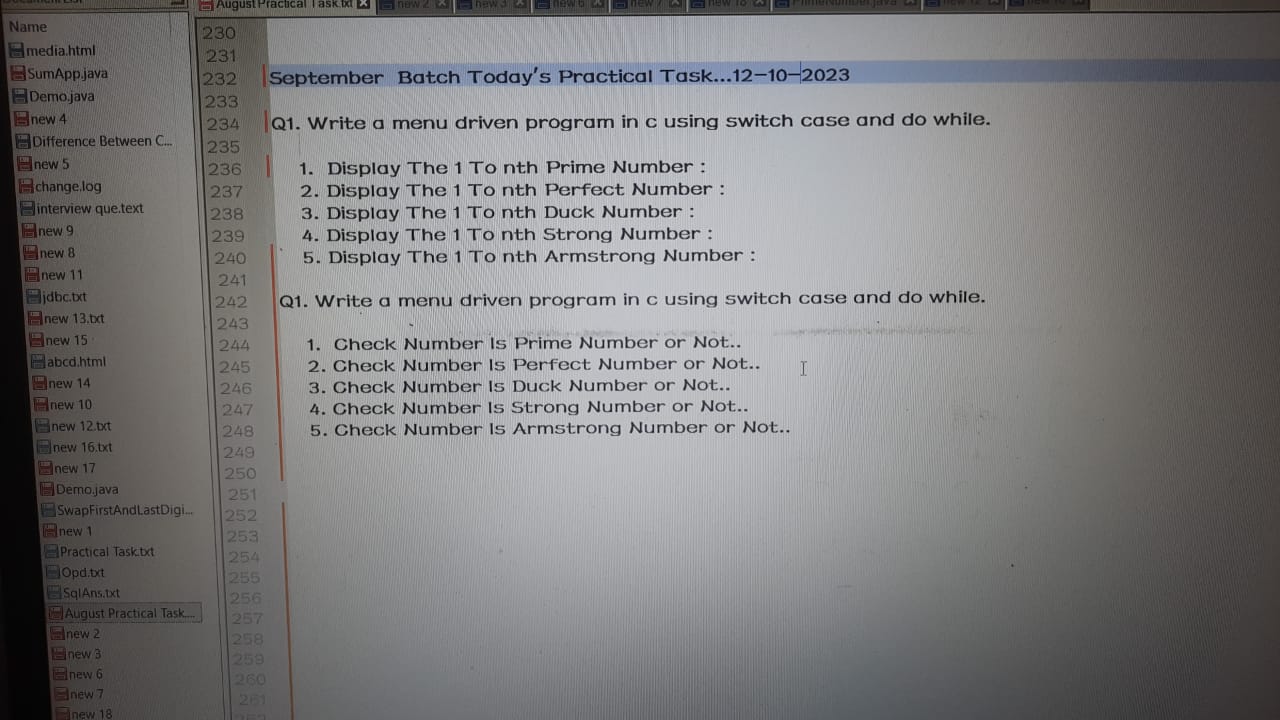 August Practical Task.txt
new 2
new 3
new 6
new 7
new 18
PrimeNumber.java
new 12
Name
media.html
SumApp.java
Demo.java
new 4
Difference Between C...
new 5
change.log
interview que.text
new 9
new 8
new 11
jdbc.txt
new 13.txt
new 15
abcd.html
new 14
new 10
new 12.txt
new 16.txt
new 17
Demo.java
SwapFirstAndLastDigi...
new 1
Practical Task.txt
Opd.txt
SqlAns.txt
August Practical Task....
new 2
new 3
new 6
new 7
new 18
230
231
232 September Batch Today's Practical Task...12-10-2023
233
234 Q1. Write a menu driven program in c using switch case and do while.
235
236 1. Display The 1 To nth Prime Number :
237 2. Display The 1 To nth Perfect Number :
238 3. Display The 1 To nth Duck Number :
239 4. Display The 1 To nth Strong Number :
240 5. Display The 1 To nth Armstrong Number :
241
242 Q1. Write a menu driven program in c using switch case and do while.
243
244 1. Check Number Is Prime Number or Not..
245 2. Check Number Is Perfect Number or Not..
246 3. Check Number Is Duck Number or Not..
247 4. Check Number Is Strong Number or Not..
248 5. Check Number Is Armstrong Number or Not..
249
250
251
252
253
254
255
256
257
258
259
260
261